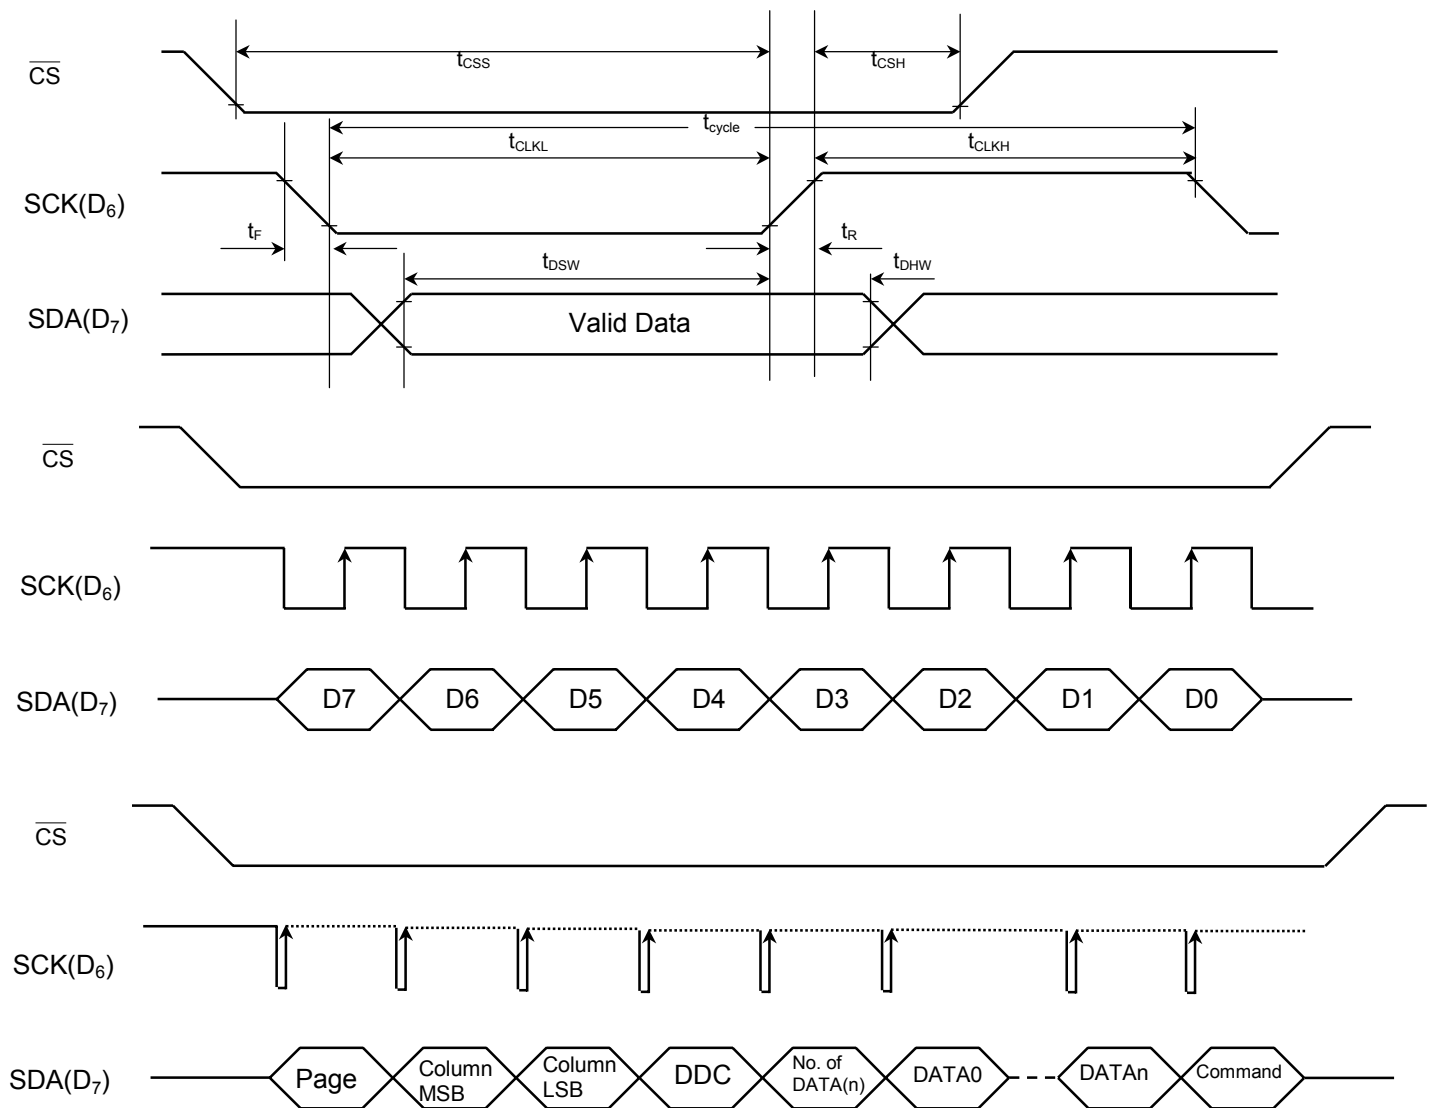 CS
tCSS
tCSH
tcycle
tCLKL
tCLKH
SCK(D6)
tF
tR
tDSW
tDHW
SDA(D7)
Valid Data
CS
SCK(D6)
SDA(D7)
D7 D6 D5 D4 D3 D2 D1 D0
CS
SCK(D6)
SDA(D7)
Page
Column
MSB
Column
LSB
DDC
No. of
DATA(n)
DATA0
DATAn
Command